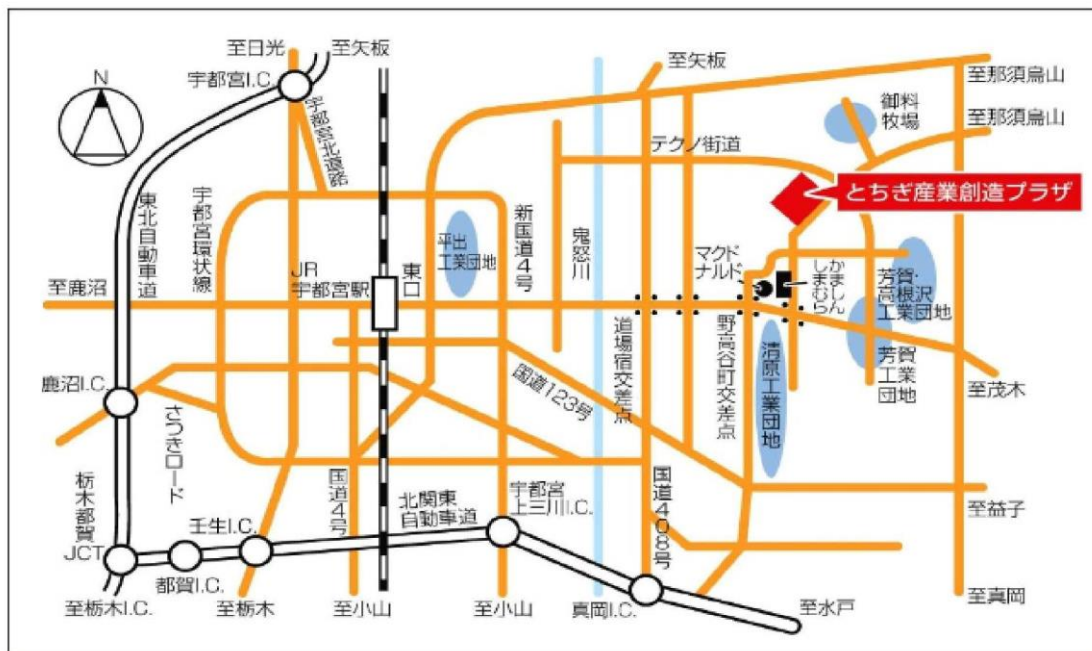 至日光
至矢板
宇都宮I.C.
N
宇都宮北道路
東北自動車道
宇都宮環状線
至鹿沼
JR
宇都宮駅
東口
平出
工業団地
新国道4号
鬼怒川
至矢板
テクノ街道
御料
牧場
至那須烏山
至那須烏山
とちぎ産業創造プラザ
マクド
ナルド
かましん
しまむら
芳賀・
高根沢
工業団地
芳賀
工業
団地
道場宿交差点
野高谷町交差点
清原工業団地
至茂木
鹿沼I.C.
さつきロード
国道123号
栃木都賀
JCT
壬生I.C.
都賀I.C.
国道4号
北関東
自動車道
宇都宮
上三川I.C.
国道408号
至益子
至栃木I.C.
至栃木
至小山
至小山
真岡I.C.
至水戸
至真岡